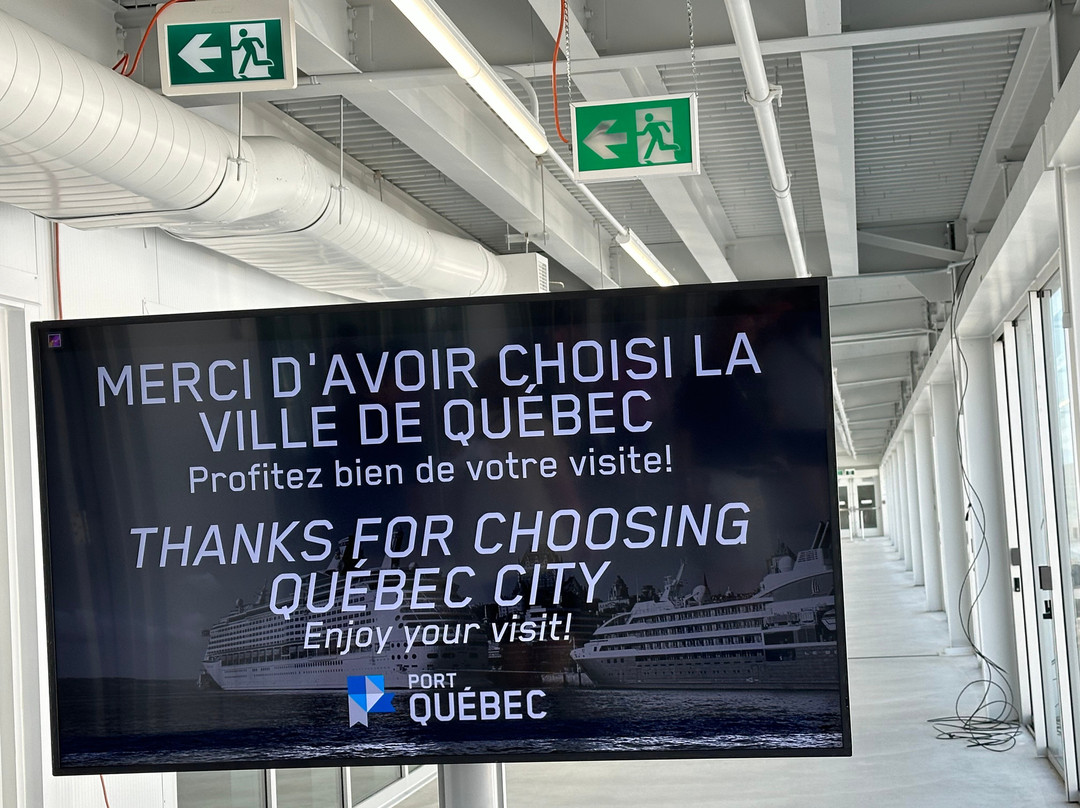 MERCI D'AVOIR CHOISI LA
VILLE DE QUÉBEC
Profitez bien de votre visite!
THANKS FOR CHOOSING
QUÉBEC CITY
Enjoy your visit!
PORT
QUÉBEC